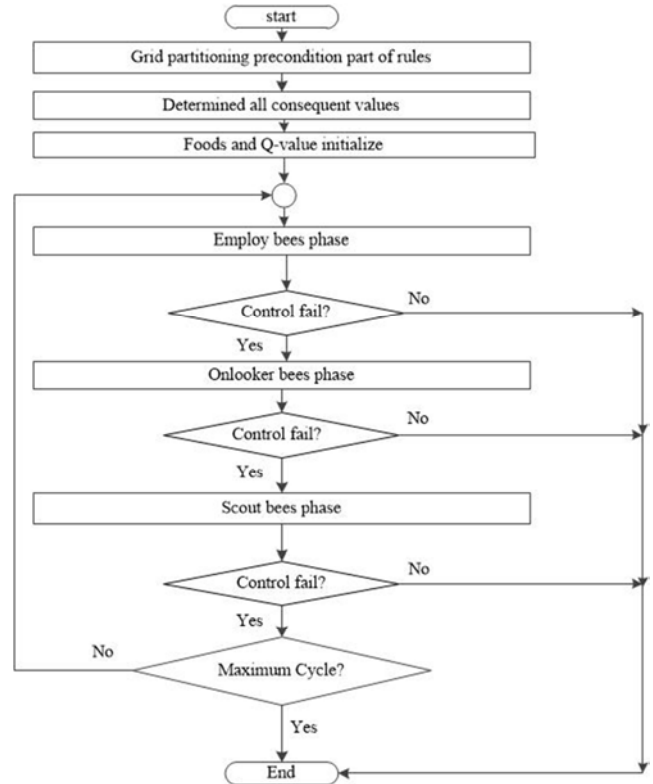 start
Grid partitioning precondition part of rules
Determined all consequent values
Foods and Q-value initialize
Employ bees phase
Control fail?
No
Yes
Onlooker bees phase
Control fail?
No
Yes
Scout bees phase
Control fail?
No
Yes
No
Maximum Cycle?
Yes
End